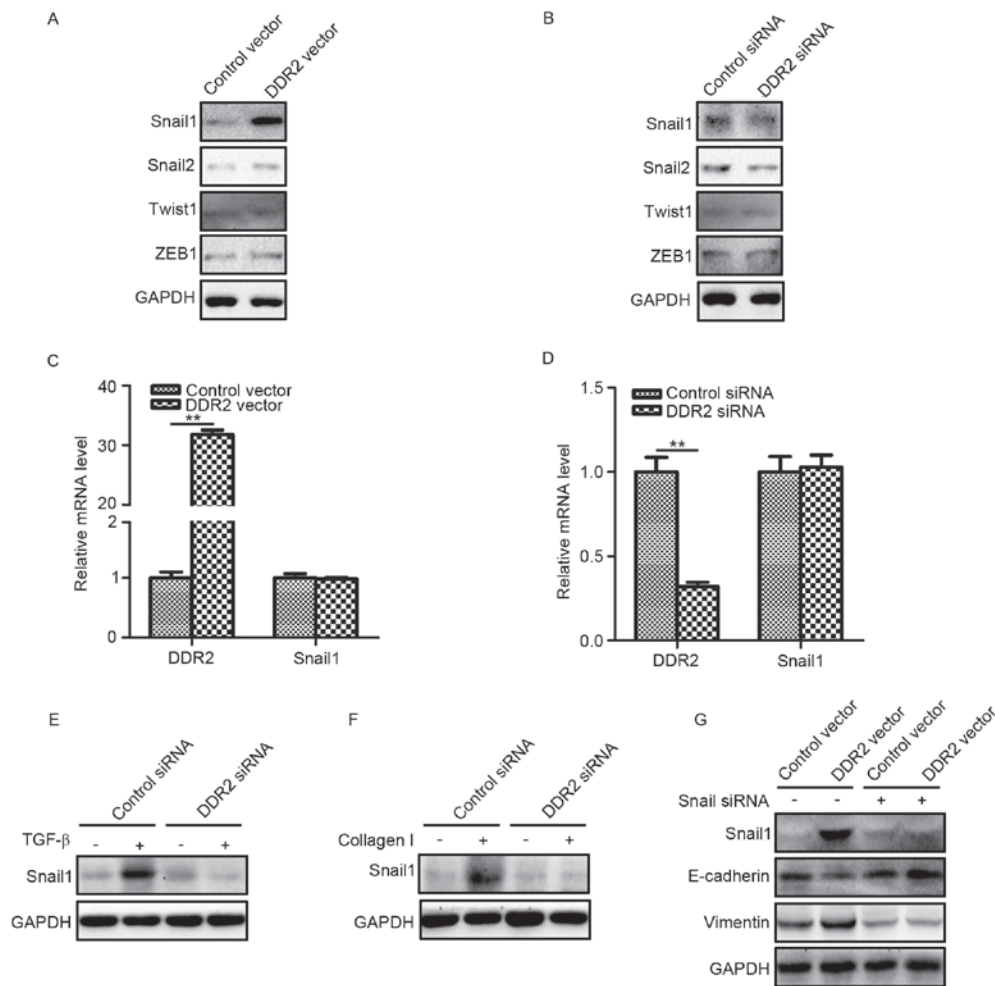 A
Control vector
DDR2 vector
Snail1
Snail2
Twist1
ZEB1
GAPDH
B
Control siRNA
DDR2 siRNA
Snail1
Snail2
Twist1
ZEB1
GAPDH
C
Relative mRNA level
40
30
20
2
1
0
Control vector
DDR2 vector
**
DDR2
Snail1
D
Relative mRNA level
1.5
1.0
0.5
0.0
Control siRNA
DDR2 siRNA
**
DDR2
Snail1
E
Control siRNA
DDR2 siRNA
TGF-β - + - +
Snail1
GAPDH
F
Control siRNA
DDR2 siRNA
Collagen I - + - +
Snail1
GAPDH
G
Control vector
DDR2 vector
Control vector
DDR2 vector
Snail siRNA - - + +
Snail1
E-cadherin
Vimentin
GAPDH